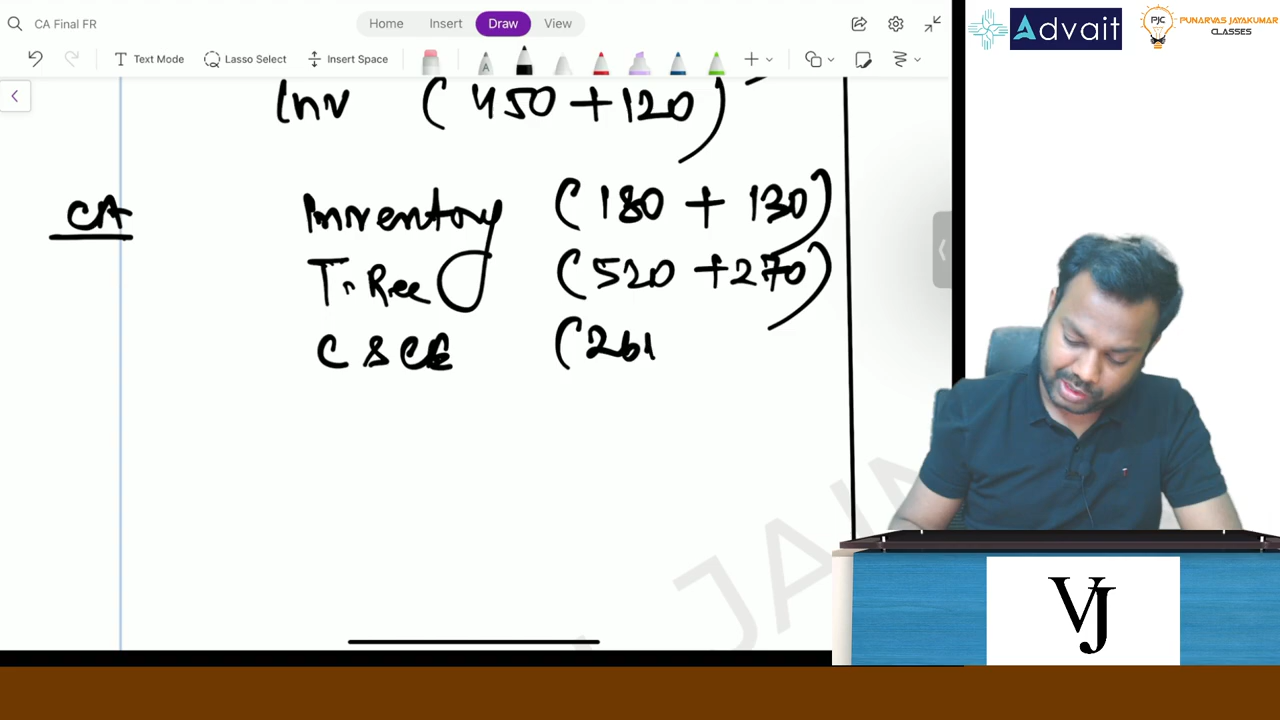 CA Final FR
Home Insert Draw View
Advait
PJC PUNARVAS JAYAKUMAR
CLASSES
Text Mode Lasso Select Insert Space
Inv (450 + 120)
CA Inventory (180 + 130)
Tr Rec (520 + 270)
C & CE (261
JAIN
VJ